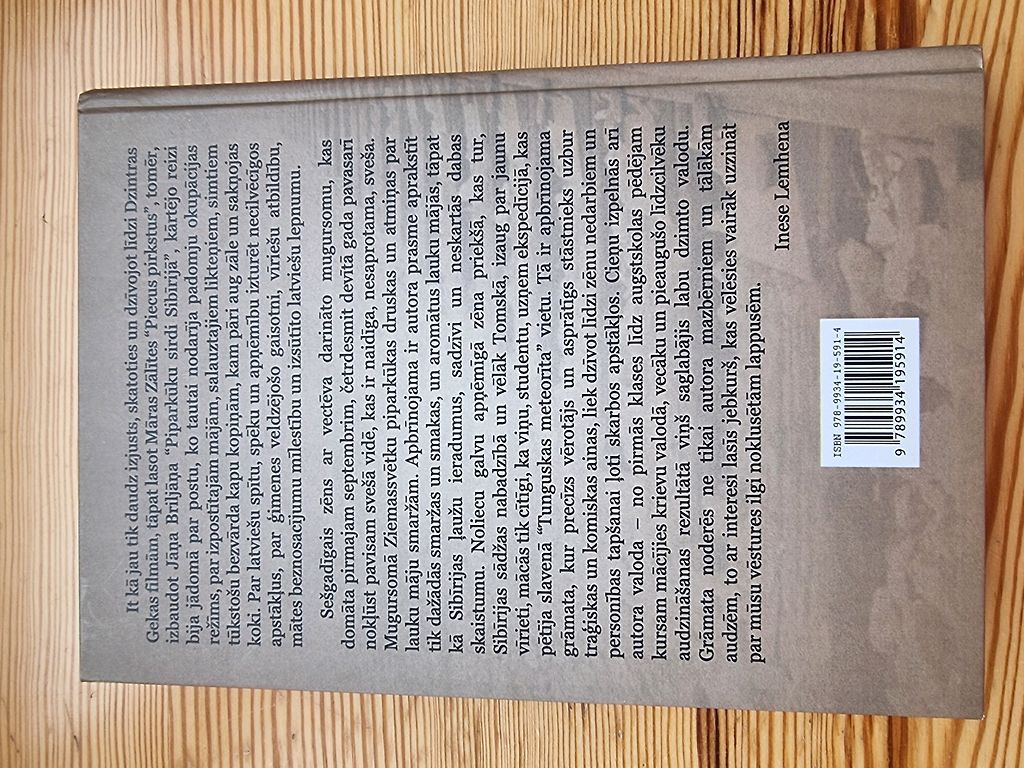 It kā jau tik daudz izjusts, skatoties un dzīvojot līdzi Dzintras
Gekas filmām, tāpat lasot Māras Zālītes "Piecus pirkstus", tomēr,
izbaudot Jāņa Briljāņa "Piparkūku sirdi Sibīrijā", kārtējo reizi
bija jādomā par postu, ko tautai nodarīja padomju okupācijas
režīms, par izpostītajām mājām, salauztajiem likteņiem, simtiem
tūkstošu bezvārda kapu kopiņām, kam pāri aug zāle un sakņojas
koki. Par latviešu spītu, spēku un apņēmību izturēt necilvēcīgos
apstākļus, par ģimenes veldzējošo gaisotni, vīriešu atbildību,
mātes beznosacījumu mīlestību un izsūtīto latviešu lepnumu.
Sešgadīgais zēns ar vectēva darināto mugursomu, kas
domāta pirmajam septembrim, četrdesmit devītā gada pavasarī
nokļūst pavisam svešā vidē, kas ir naidīga, nesaprotama, sveša.
Mugursomā Ziemassvētku piparkūkas druskas un atmiņas par
lauku māju smaržām. Apbrīnojama ir autora prasme aprakstīt
tik dažādās smaržas un smakas, un aromātus lauku mājās, tāpat
kā Sibīrijas ļaužu ieradumus, sadzīvi un neskartās dabas
skaistumu. Noliecu galvu apņēmīgā zēna priekšā, kas tur,
Sibīrijas sādžas nabadzībā un vēlāk Tomskā, izaug par jaunu
vīrieti, mācās tik cītīgi, ka viņu, studentu, uzņem ekspedīcijā, kas
pētīja slavenā "Tunguskas meteorīta" vietu. Tā ir apbrīnojama
grāmata, kur precīzs vērotājs un asprātīgs stāstnieks uzbur
traģiskas un komiskas ainas, liek dzīvot līdzi zēnu nedarbiem un
personības tapšanai ļoti skarbos apstākļos. Cieņu izpelnās arī
autora valoda – no pirmās klases līdz augstskolas pēdējam
kursam mācījies krievu valodā, vecāku un pieaugušo līdzcilvēku
audzināšanas rezultātā viņš saglabājis labu dzimto valodu.
Grāmata noderēs ne tikai autora mazbērniem un tālākām
audzēm, to ar interesi lasīs jebkurš, kas vēlēsies vairāk uzzināt
par mūsu vēstures ilgi noklusētām lappusēm.
Inese Lemhena
ISBN 978-9934-19-591-4
9 789934 195914